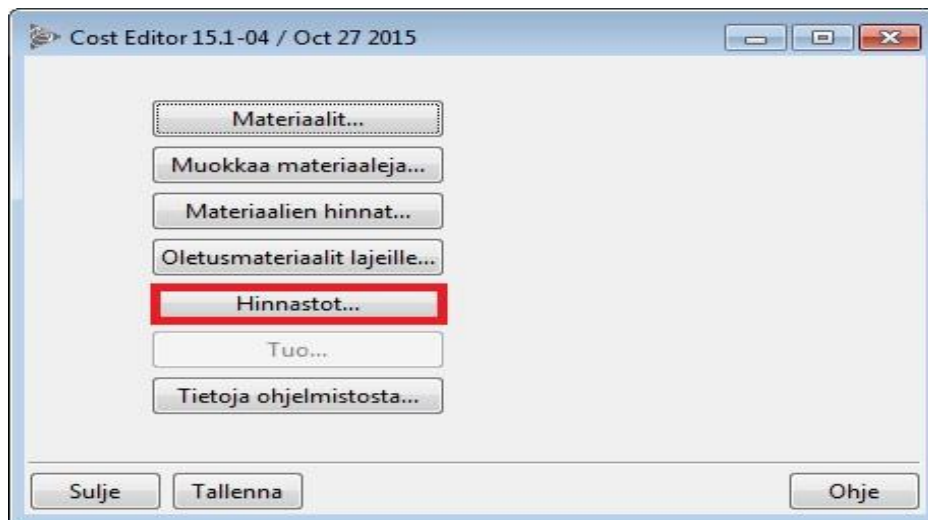 Cost Editor 15.1-04 / Oct 27 2015
Materiaalit...
Muokkaa materiaaleja...
Materiaalien hinnat...
Oletusmateriaalit lajeille...
Hinnastot...
Tuo...
Tietoja ohjelmistosta...
Sulje Tallenna Ohje